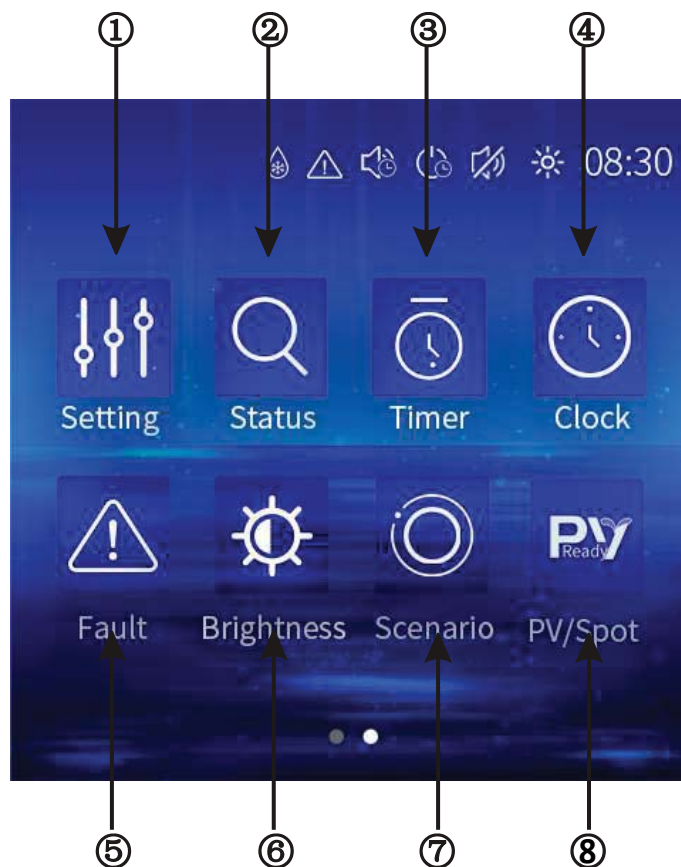 ① ② ③ ④
08:30
Setting Status Timer Clock
PV
Ready
Fault Brightness Scenario PV/Spot
⑤ ⑥ ⑦ ⑧